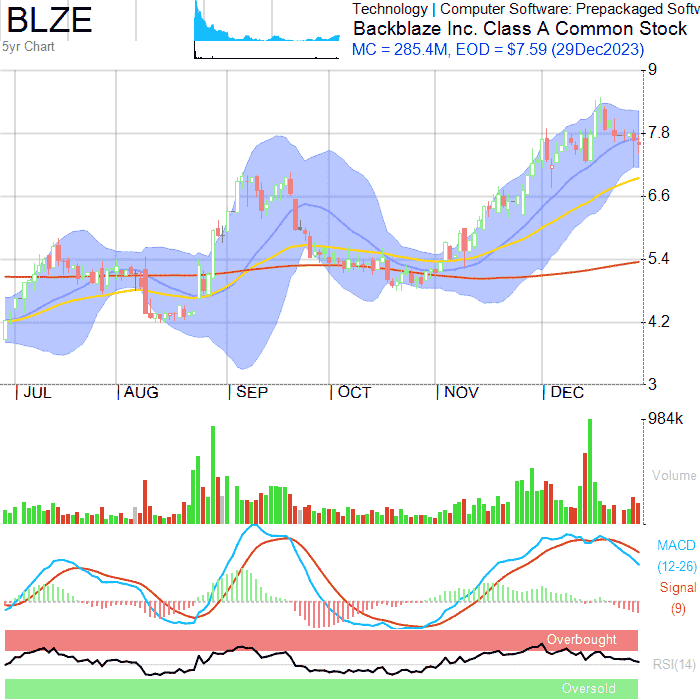 BLZE
5yr Chart
Technology | Computer Software: Prepackaged Softw
Backblaze Inc. Class A Common Stock
MC = 285.4M, EOD = $7.59 (29Dec2023)
9
7.8
6.6
5.4
4.2
3
|JUL |AUG |SEP |OCT |NOV |DEC
984k
Volume
MACD
(12-26)
Signal
(9)
Overbought
RSI(14)
Oversold